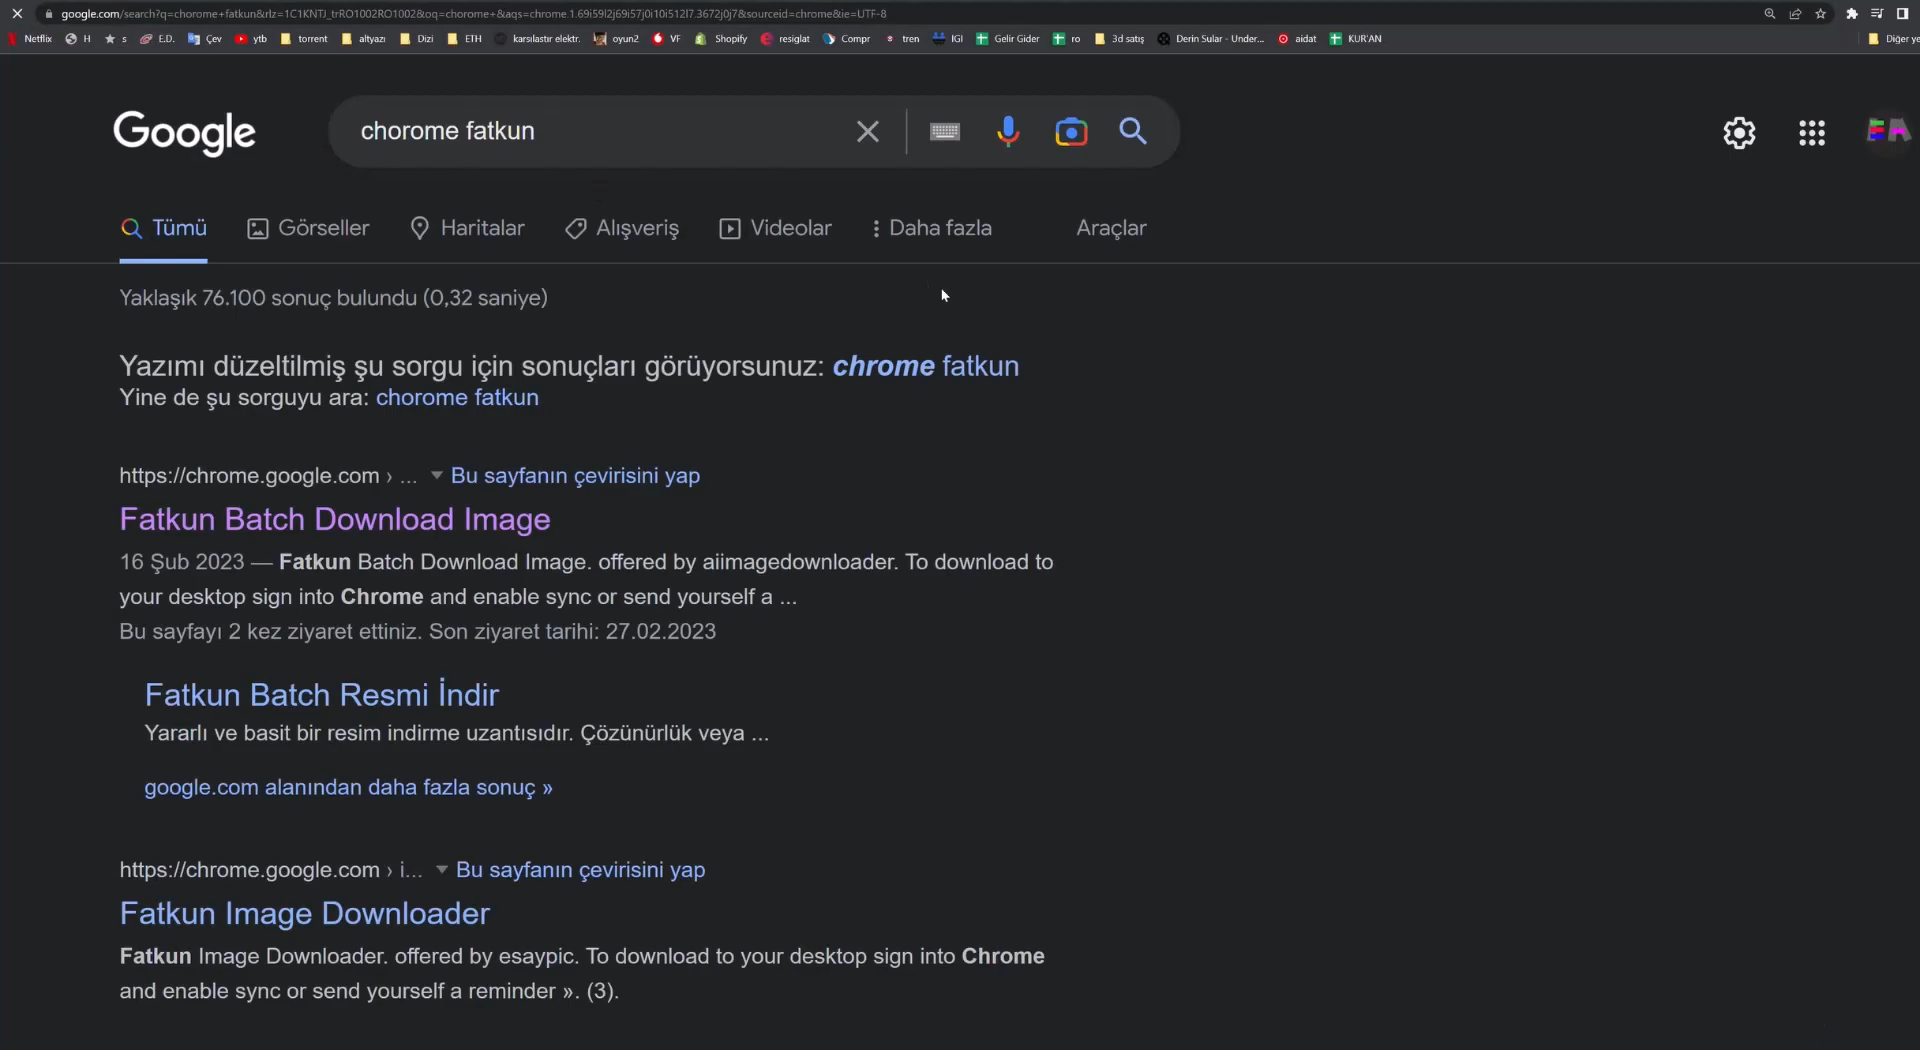 google.com/search?q=chorome+fatkun&rlz=1C1KNTJ_trRO1002RO1002&oq=chorome+&aqs=chrome.1.69i59l2j69i57j0i10i512l7.3672j0j7&sourceid=chrome&ie=UTF-8
Netflix H s E.D. Çev ytb torrent altyazı Dizi ETH karsılastır elektr. oyun2 VF Shopify resiglat Compr tren IGI Gelir Gider ro 3d satış Derin Sular - Under... aidat KUR'AN Diğer ye
Google chorome fatkun
Tümü Görseller Haritalar Alışveriş Videolar Daha fazla Araçlar
Yaklaşık 76.100 sonuç bulundu (0,32 saniye)
Yazımı düzeltilmiş şu sorgu için sonuçları görüyorsunuz: chrome fatkun
Yine de şu sorguyu ara: chorome fatkun
https://chrome.google.com › ... Bu sayfanın çevirisini yap
Fatkun Batch Download Image
16 Şub 2023 — Fatkun Batch Download Image. offered by aiimagedownloader. To download to
your desktop sign into Chrome and enable sync or send yourself a ...
Bu sayfayı 2 kez ziyaret ettiniz. Son ziyaret tarihi: 27.02.2023
Fatkun Batch Resmi İndir
Yararlı ve basit bir resim indirme uzantısıdır. Çözünürlük veya ...
google.com alanından daha fazla sonuç »
https://chrome.google.com › i... Bu sayfanın çevirisini yap
Fatkun Image Downloader
Fatkun Image Downloader. offered by esaypic. To download to your desktop sign into Chrome
and enable sync or send yourself a reminder ». (3).